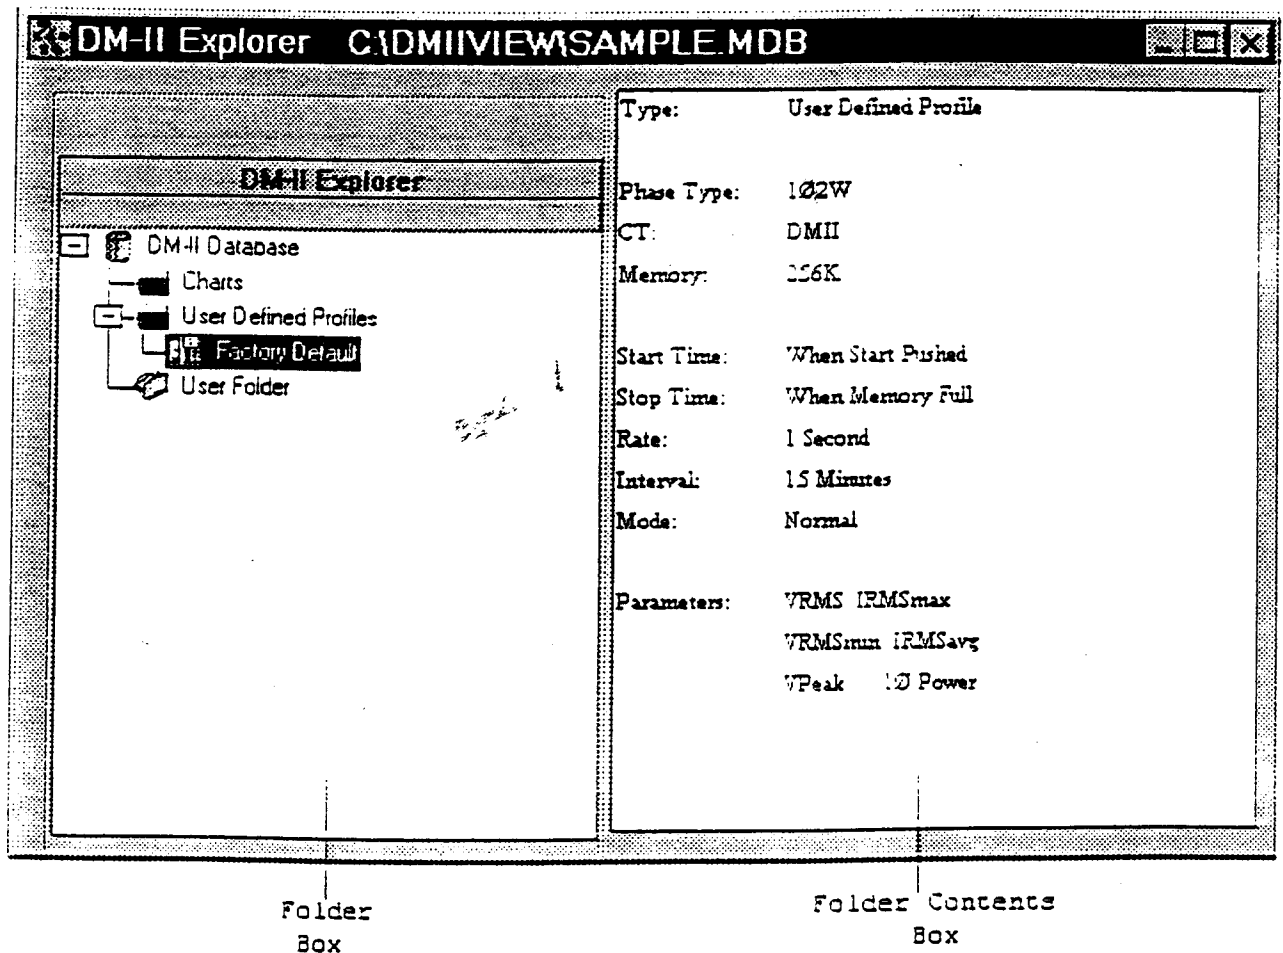 DM-II Explorer C:\DMIIVIEW\SAMPLE.MDB
DM-II Explorer
DM-II Database
Charts
User Defined Profiles
Factory Default
User Folder
Type: User Defined Profile
Phase Type: 1Ø2W
CT: DMII
Memory: 256K
Start Time: When Start Pushed
Stop Time: When Memory Full
Rate: 1 Second
Interval: 15 Minutes
Mode: Normal
Parameters: VRMS IRMSmax
VRMSmin IRMSavg
VPeak 1Ø Power
Folder
Box
Folder Contents
Box